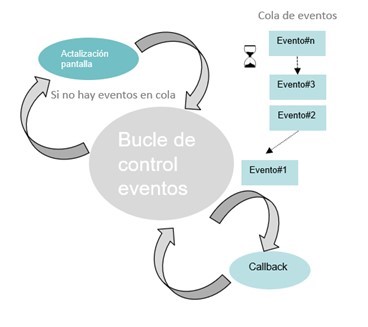 Cola de eventos
Actalización
pantalla
Evento#n
Si no hay eventos en cola
Evento#3
Evento#2
Bucle de
control
eventos
Evento#1
Callback